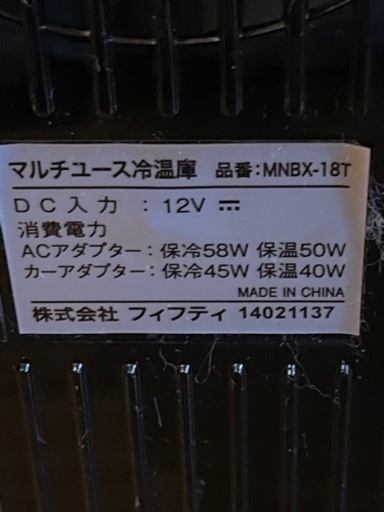 マルチユース冷温庫 品番:MNBX-18T
DC入力 : 12V ⎓
消費電力
ACアダプター:保冷58W 保温50W
カーアダプター:保冷45W 保温40W
MADE IN CHINA
株式会社 フィフティ 14021137